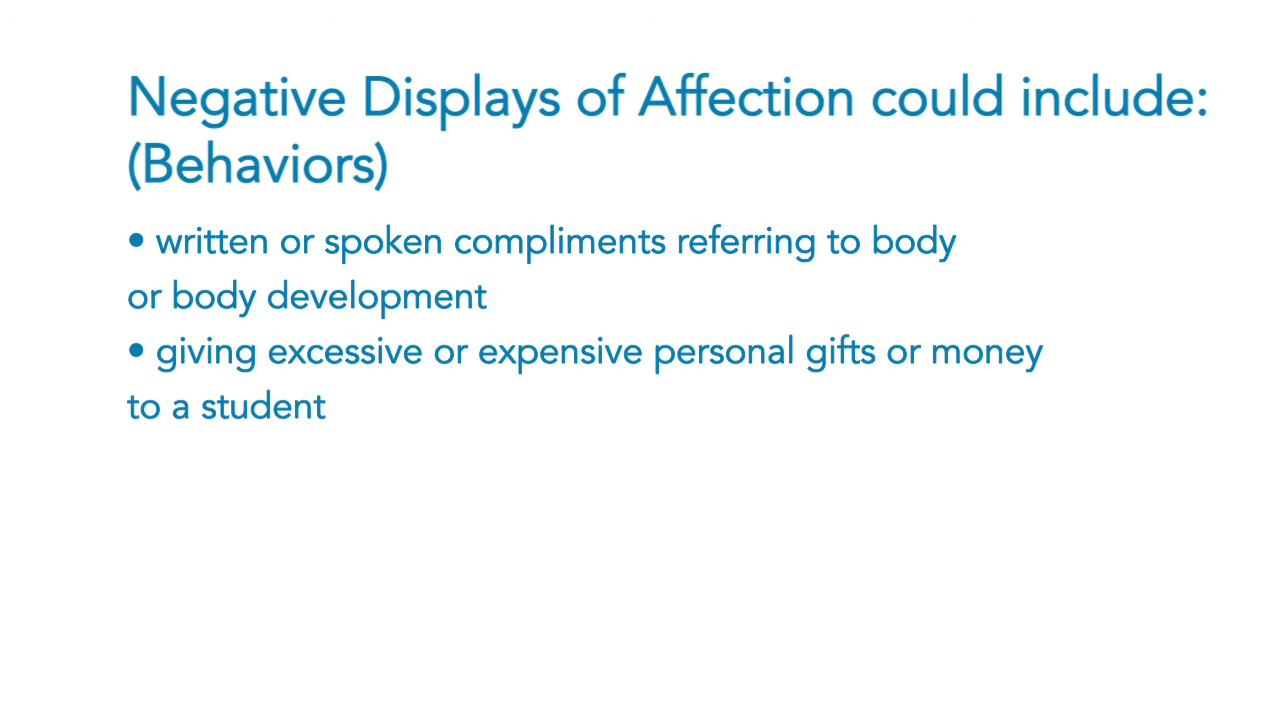 Negative Displays of Affection could include:
(Behaviors)
• written or spoken compliments referring to body
or body development
• giving excessive or expensive personal gifts or money
to a student